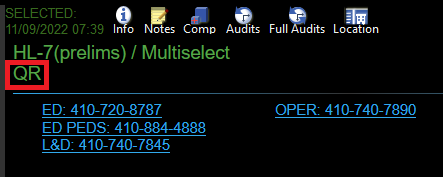 SELECTED:
11/09/2022 07:39 Info Notes Comp Audits Full Audits Location
HL-7(prelims) / Multiselect
QR
ED: 410-720-8787 OPER: 410-740-7890
ED PEDS: 410-884-4888
L&D: 410-740-7845